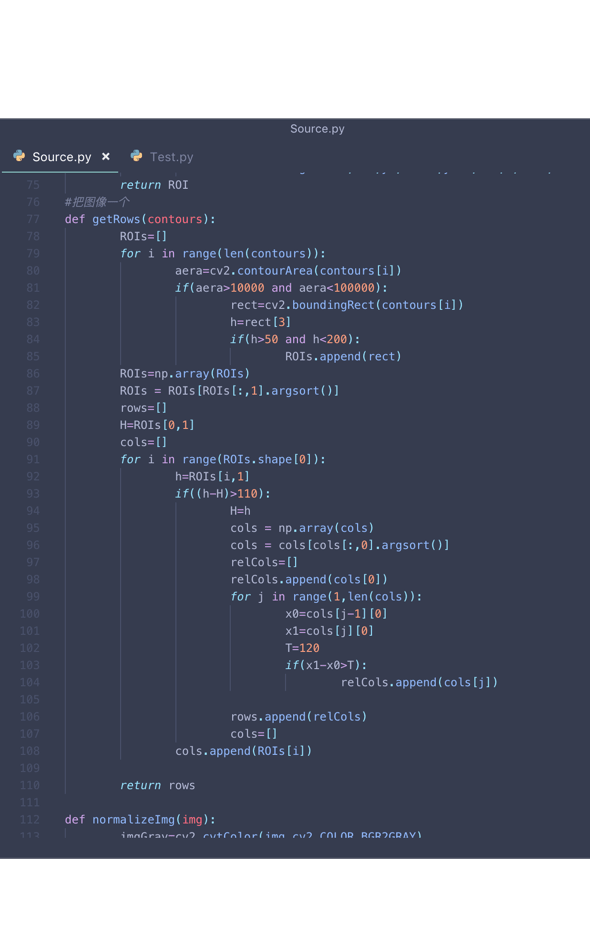 Source.py
Source.py × Test.py
75 return ROI
76 #把图像一个
77 def getRows(contours):
78 ROIs=[]
79 for i in range(len(contours)):
80 aera=cv2.contourArea(contours[i])
81 if(aera>10000 and aera<100000):
82 rect=cv2.boundingRect(contours[i])
83 h=rect[3]
84 if(h>50 and h<200):
85 ROIs.append(rect)
86 ROIs=np.array(ROIs)
87 ROIs = ROIs[ROIs[:,1].argsort()]
88 rows=[]
89 H=ROIs[0,1]
90 cols=[]
91 for i in range(ROIs.shape[0]):
92 h=ROIs[i,1]
93 if((h-H)>110):
94 H=h
95 cols = np.array(cols)
96 cols = cols[cols[:,0].argsort()]
97 relCols=[]
98 relCols.append(cols[0])
99 for j in range(1,len(cols)):
100 x0=cols[j-1][0]
101 x1=cols[j][0]
102 T=120
103 if(x1-x0>T):
104 relCols.append(cols[j])
105
106 rows.append(relCols)
107 cols=[]
108 cols.append(ROIs[i])
109
110 return rows
111
112 def normalizeImg(img):
113 imgGray=cv2.cvtColor(img,cv2.COLOR_BGR2GRAY)